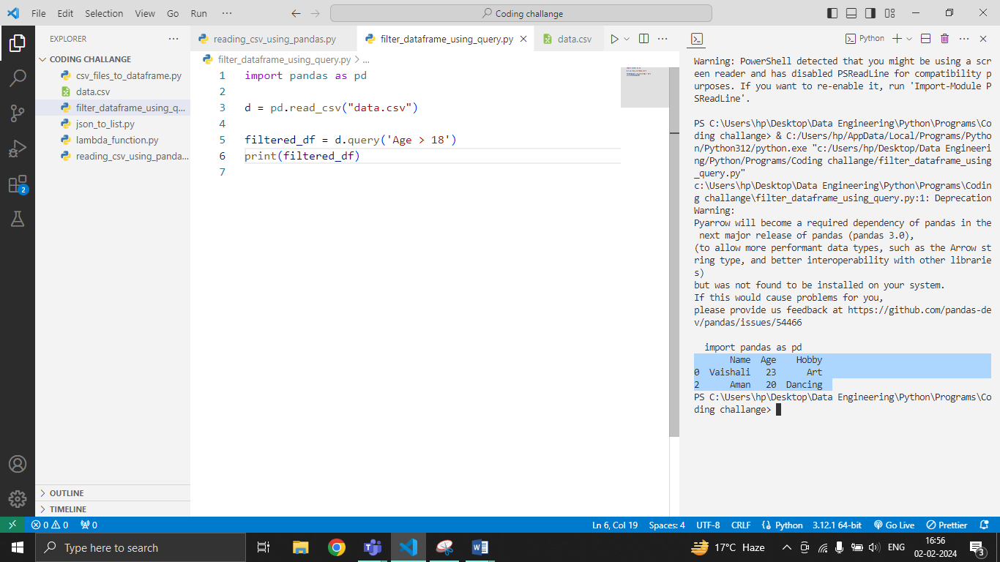 File Edit Selection View Go Run ··· Coding challange
EXPLORER
CODING CHALLANGE
csv_files_to_dataframe.py
data.csv
filter_dataframe_using_q...
json_to_list.py
lambda_function.py
reading_csv_using_panda...
2
OUTLINE
TIMELINE
reading_csv_using_pandas.py filter_dataframe_using_query.py data.csv
filter_dataframe_using_query.py > ...
1 import pandas as pd
2
3 d = pd.read_csv("data.csv")
4
5 filtered_df = d.query('Age > 18')
6 print(filtered_df)
7
Python
Warning: PowerShell detected that you might be using a scr
een reader and has disabled PSReadLine for compatibility p
urposes. If you want to re-enable it, run 'Import-Module P
SReadLine'.
PS C:\Users\hp\Desktop\Data Engineering\Python\Programs\Co
ding challange> & C:/Users/hp/AppData/Local/Programs/Pytho
n/Python312/python.exe "c:/Users/hp/Desktop/Data Engineeri
ng/Python/Programs/Coding challange/filter_dataframe_using
_query.py"
c:\Users\hp\Desktop\Data Engineering\Python\Programs\Codin
g challange\filter_dataframe_using_query.py:1: Deprecation
Warning:
Pyarrow will become a required dependency of pandas in the
next major release of pandas (pandas 3.0),
(to allow more performant data types, such as the Arrow st
ring type, and better interoperability with other librarie
s)
but was not found to be installed on your system.
If this would cause problems for you,
please provide us feedback at https://github.com/pandas-de
v/pandas/issues/54466
import pandas as pd
Name Age Hobby
0 Vaishali 23 Art
2 Aman 20 Dancing
PS C:\Users\hp\Desktop\Data Engineering\Python\Programs\Co
ding challange>
0 0 0 Ln 6, Col 19 Spaces: 4 UTF-8 CRLF Python 3.12.1 64-bit Go Live Prettier
Type here to search 17°C Haze ENG 16:56
02-02-2024
3